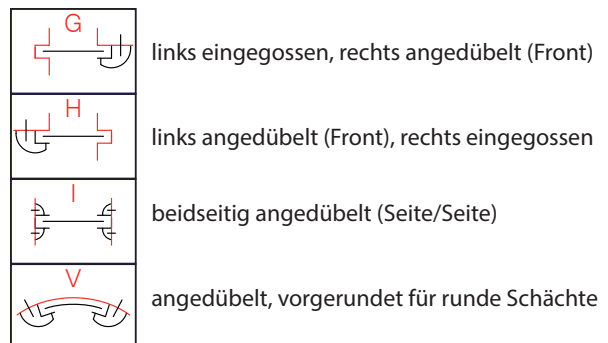 G
links eingegossen, rechts angedübelt (Front)
H
links angedübelt (Front), rechts eingegossen
I
beidseitig angedübelt (Seite/Seite)
V
angedübelt, vorgerundet für runde Schächte